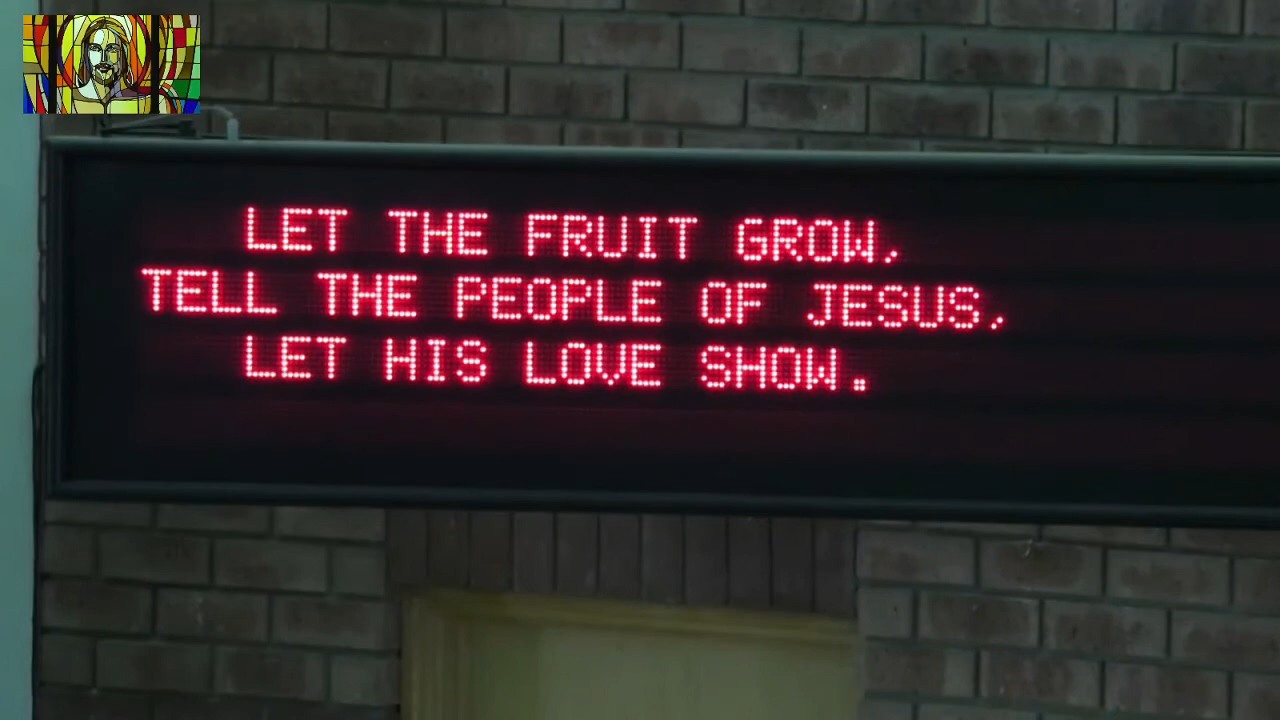 LET THE FRUIT GROW,
TELL THE PEOPLE OF JESUS,
LET HIS LOVE SHOW.